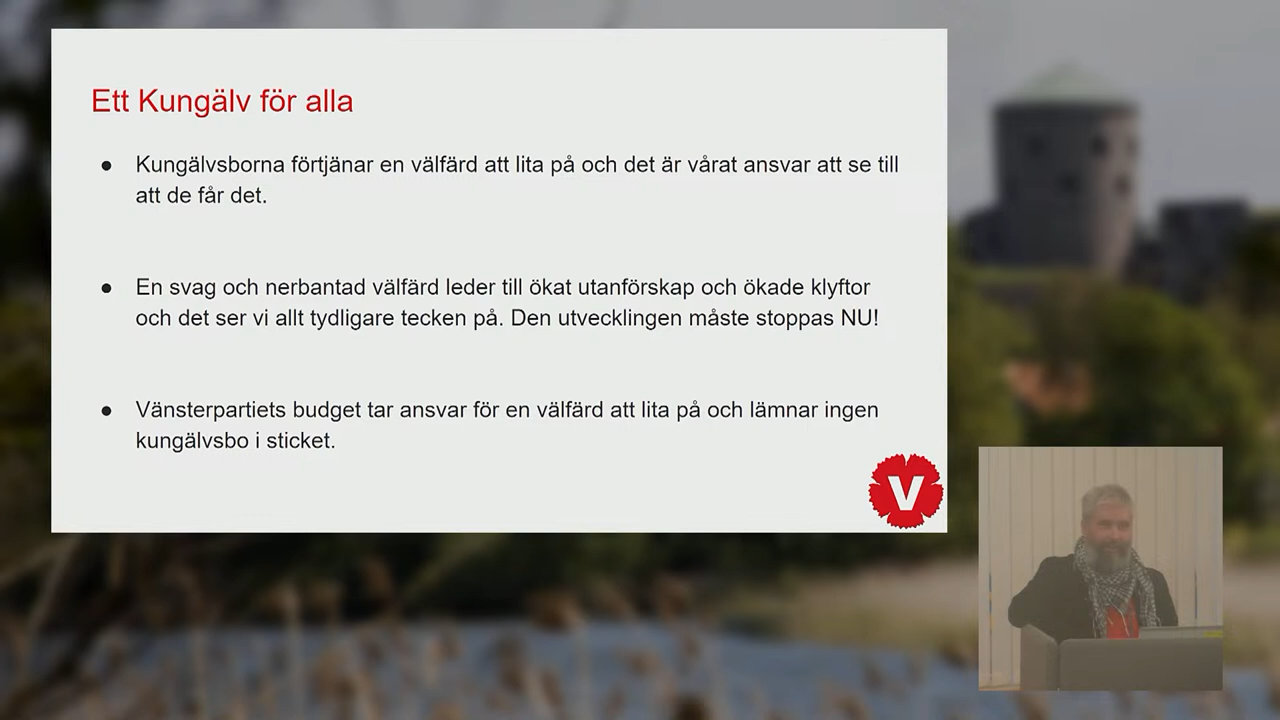 Ett Kungälv för alla
● Kungälvsborna förtjänar en välfärd att lita på och det är vårat ansvar att se till
att de får det.
● En svag och nerbantad välfärd leder till ökat utanförskap och ökade klyftor
och det ser vi allt tydligare tecken på. Den utvecklingen måste stoppas NU!
● Vänsterpartiets budget tar ansvar för en välfärd att lita på och lämnar ingen
kungälvsbo i sticket.
V